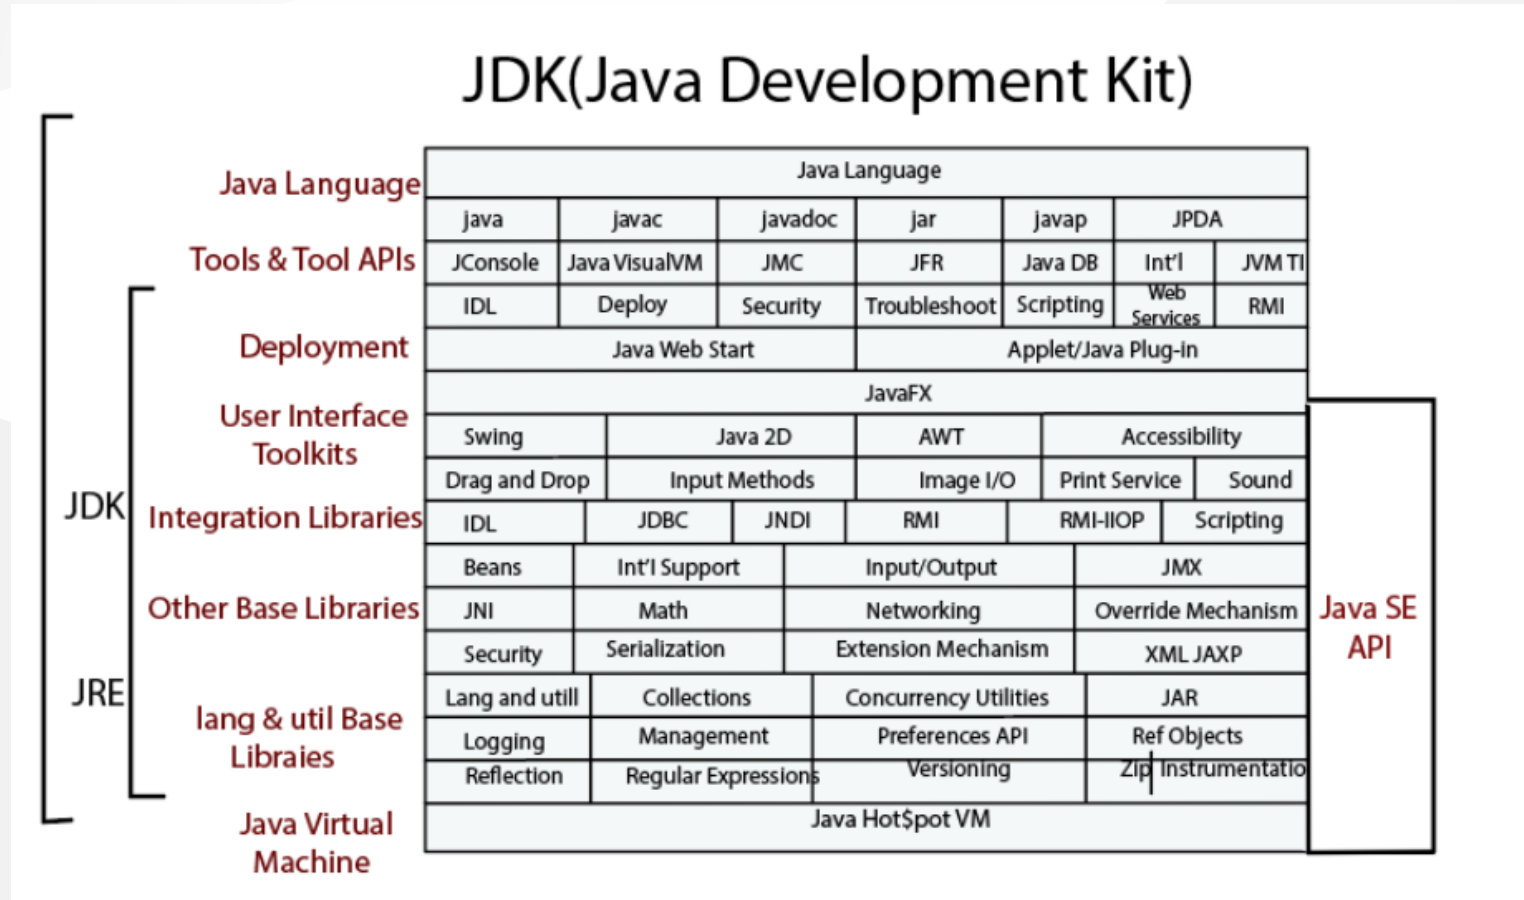 JDK(Java Development Kit)
Java Language
Java Language
java javac javadoc jar javap JPDA
Tools & Tool APIs
JConsole Java VisualVM JMC JFR Java DB Int'l JVM TI
IDL Deploy Security Troubleshoot Scripting Web Services RMI
Deployment
Java Web Start Applet/Java Plug-in
JavaFX
User Interface
Toolkits
Swing Java 2D AWT Accessibility
Drag and Drop Input Methods Image I/O Print Service Sound
JDK
Integration Libraries
IDL JDBC JNDI RMI RMI-IIOP Scripting
Beans Int'l Support Input/Output JMX
Other Base Libraries
JNI Math Networking Override Mechanism
Java SE
API
Security Serialization Extension Mechanism XML JAXP
JRE
Lang and utill Collections Concurrency Utilities JAR
lang & util Base
Libraies
Logging Management Preferences API Ref Objects
Reflection Regular Expressions Versioning Zip Instrumentatio
Java Virtual
Machine
Java Hot$pot VM